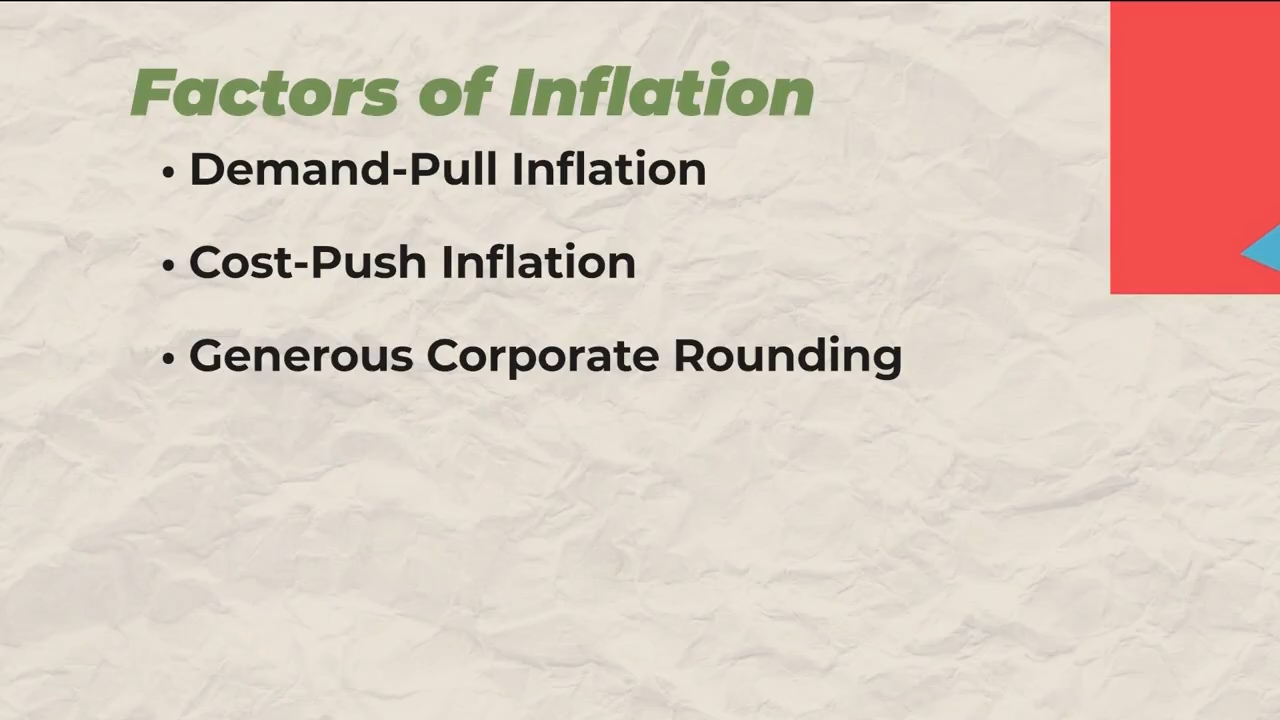 Factors of Inflation
• Demand-Pull Inflation
• Cost-Push Inflation
• Generous Corporate Rounding